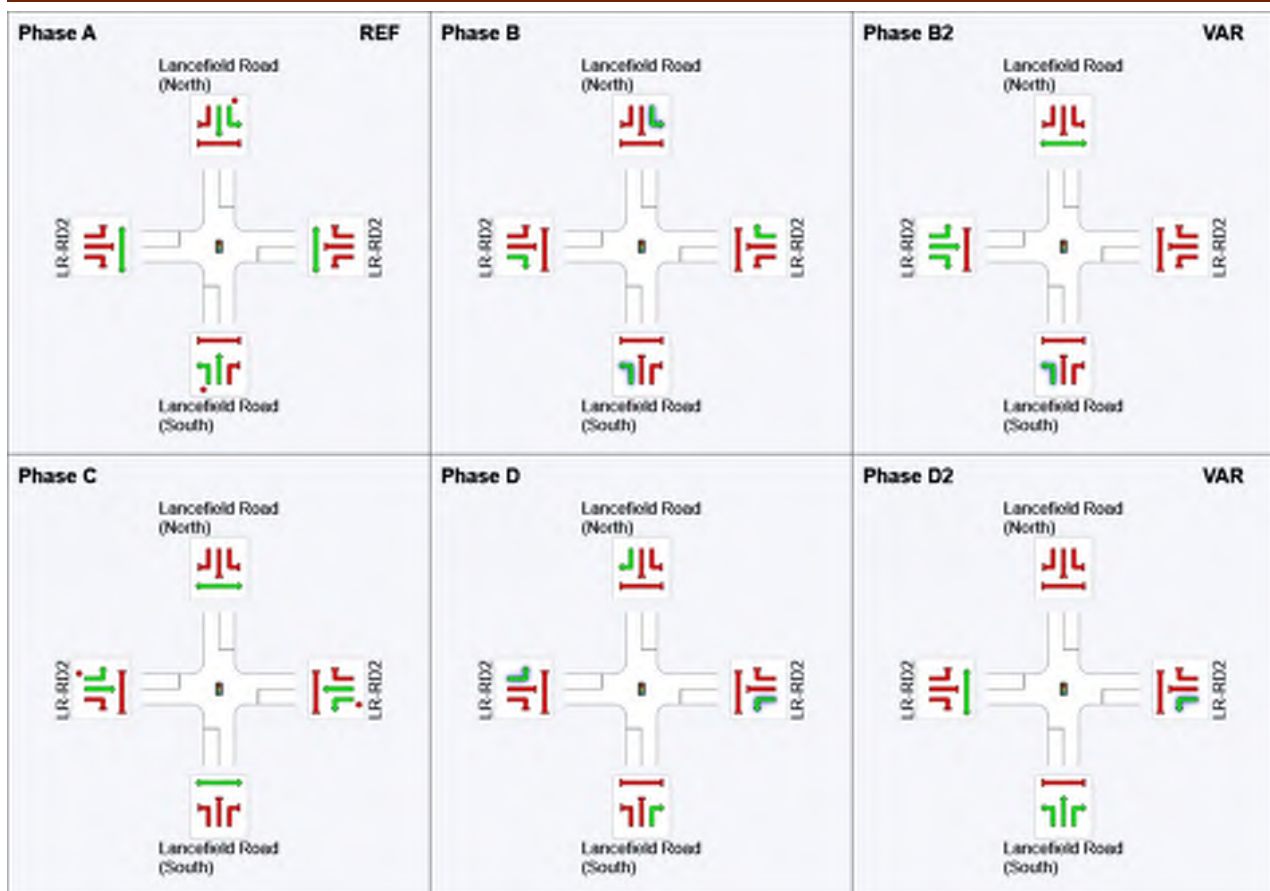 Phase A
REF
Lancefield Road
(North)
LR-RD2
LR-RD2
Lancefield Road
(South)
Phase B
Lancefield Road
(North)
LR-RD2
LR-RD2
Lancefield Road
(South)
Phase B2
VAR
Lancefield Road
(North)
LR-RD2
LR-RD2
Lancefield Road
(South)
Phase C
Lancefield Road
(North)
LR-RD2
LR-RD2
Lancefield Road
(South)
Phase D
Lancefield Road
(North)
LR-RD2
LR-RD2
Lancefield Road
(South)
Phase D2
VAR
Lancefield Road
(North)
LR-RD2
LR-RD2
Lancefield Road
(South)